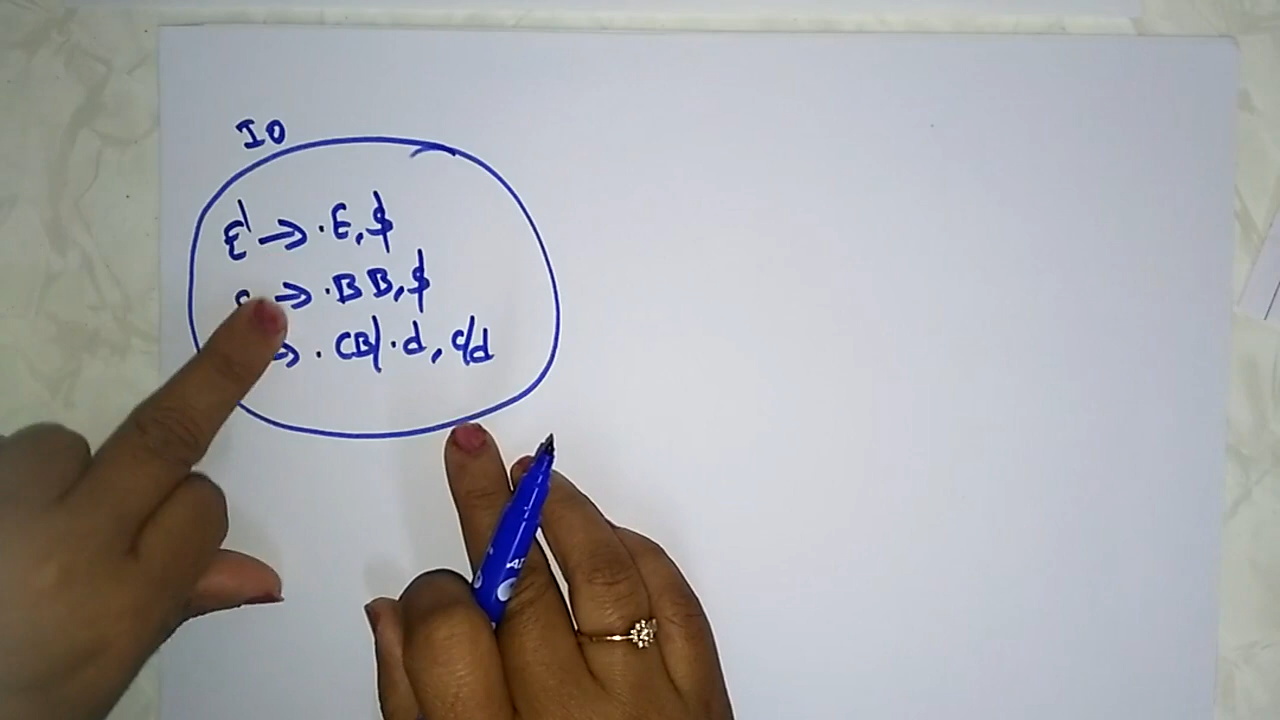 I0
E' → .E,$
→ .BB,$
→ .CB/.d, c/d